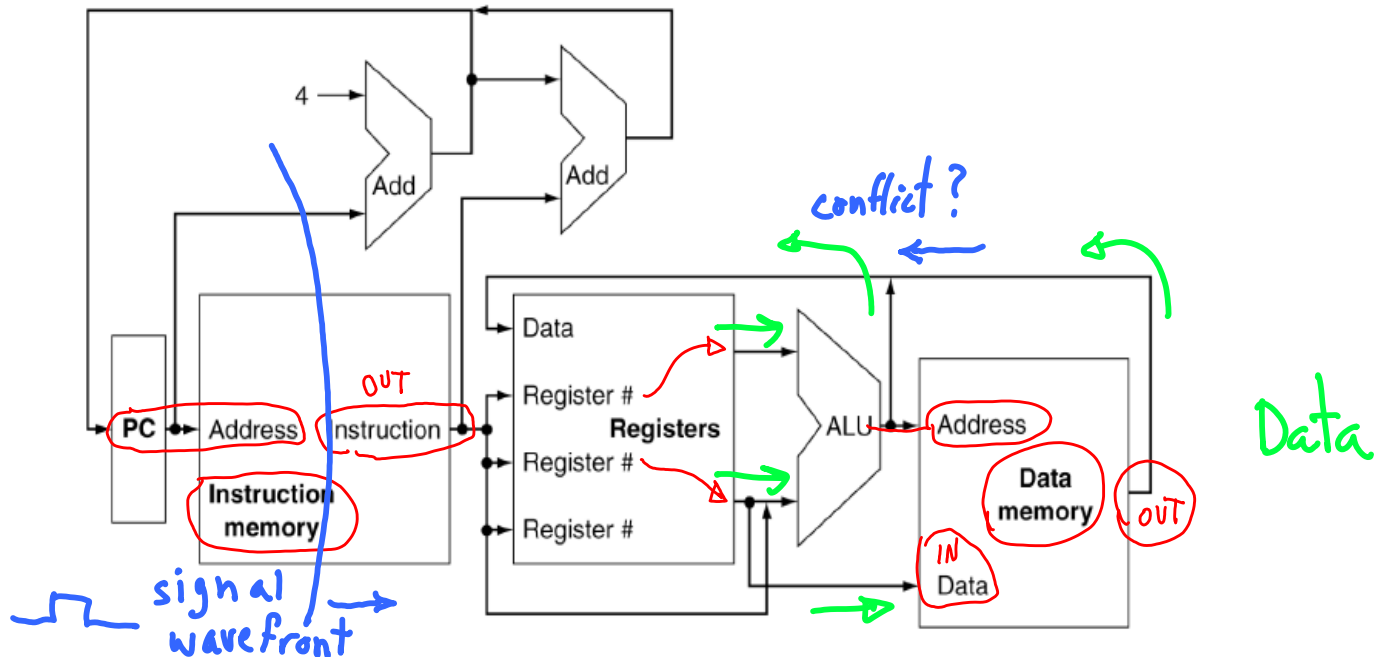 4
Add
Add
conflict?
Data
OUT
Register #
Registers
PC
Address
Instruction
ALU
Address
Data
Register #
Instruction
memory
Data
memory
OUT
Register #
IN
Data
signal
wavefront
Data